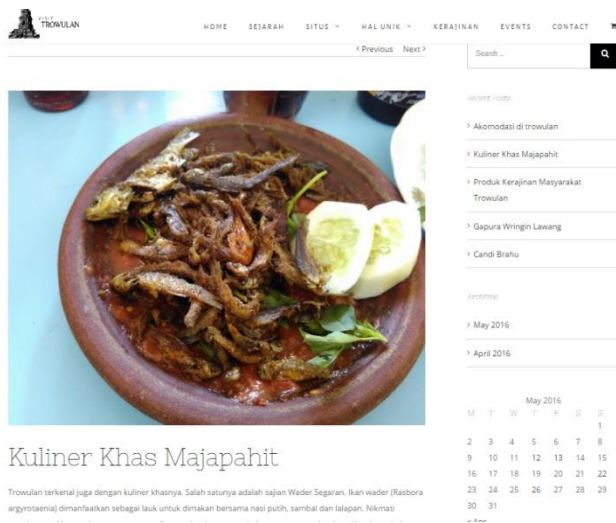 VISIT
TROWULAN
HOME SEJARAH SITUS HAL UNIK KERAJINAN EVENTS CONTACT
Previous Next
Search ...
Recent Posts
Akomodasi di trowulan
Kuliner Khas Majapahit
Produk Kerajinan Masyarakat
Trowulan
Gapura Wringin Lawang
Candi Brahu
Archives
May 2016
April 2016
May 2016
M T W T F S S
1
2 3 4 5 6 7 8
9 10 11 12 13 14 15
16 17 18 19 20 21 22
23 24 25 26 27 28 29
30 31
« Apr
Kuliner Khas Majapahit
Trowulan terkenal juga dengan kuliner khasnya. Salah satunya adalah sajian Wader Segaran. Ikan wader (Rasbora
argyrotaenia) dimanfaatkan sebagai lauk untuk dimakan bersama nasi putih, sambal dan lalapan. Nikmati